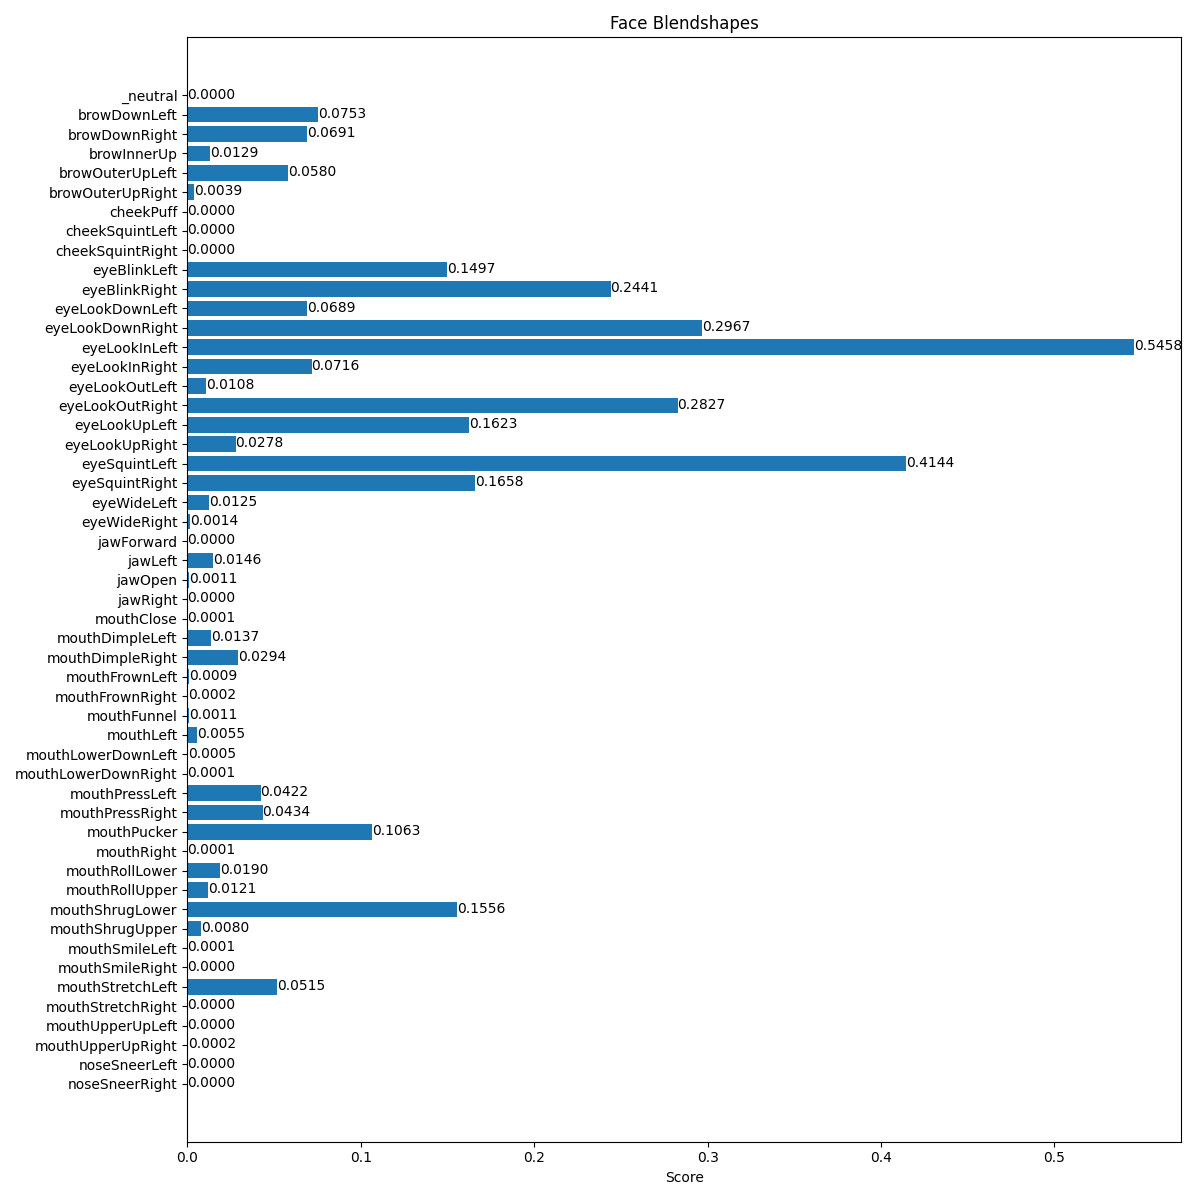 Face Blendshapes
_neutral 0.0000
browDownLeft 0.0753
browDownRight 0.0691
browInnerUp 0.0129
browOuterUpLeft 0.0580
browOuterUpRight 0.0039
cheekPuff 0.0000
cheekSquintLeft 0.0000
cheekSquintRight 0.0000
eyeBlinkLeft 0.1497
eyeBlinkRight 0.2441
eyeLookDownLeft 0.0689
eyeLookDownRight 0.2967
eyeLookInLeft 0.5458
eyeLookInRight 0.0716
eyeLookOutLeft 0.0108
eyeLookOutRight 0.2827
eyeLookUpLeft 0.1623
eyeLookUpRight 0.0278
eyeSquintLeft 0.4144
eyeSquintRight 0.1658
eyeWideLeft 0.0125
eyeWideRight 0.0014
jawForward 0.0000
jawLeft 0.0146
jawOpen 0.0011
jawRight 0.0000
mouthClose 0.0001
mouthDimpleLeft 0.0137
mouthDimpleRight 0.0294
mouthFrownLeft 0.0009
mouthFrownRight 0.0002
mouthFunnel 0.0011
mouthLeft 0.0055
mouthLowerDownLeft 0.0005
mouthLowerDownRight 0.0001
mouthPressLeft 0.0422
mouthPressRight 0.0434
mouthPucker 0.1063
mouthRight 0.0001
mouthRollLower 0.0190
mouthRollUpper 0.0121
mouthShrugLower 0.1556
mouthShrugUpper 0.0080
mouthSmileLeft 0.0001
mouthSmileRight 0.0000
mouthStretchLeft 0.0515
mouthStretchRight 0.0000
mouthUpperUpLeft 0.0000
mouthUpperUpRight 0.0002
noseSneerLeft 0.0000
noseSneerRight 0.0000
0.0 0.1 0.2 0.3 0.4 0.5
Score